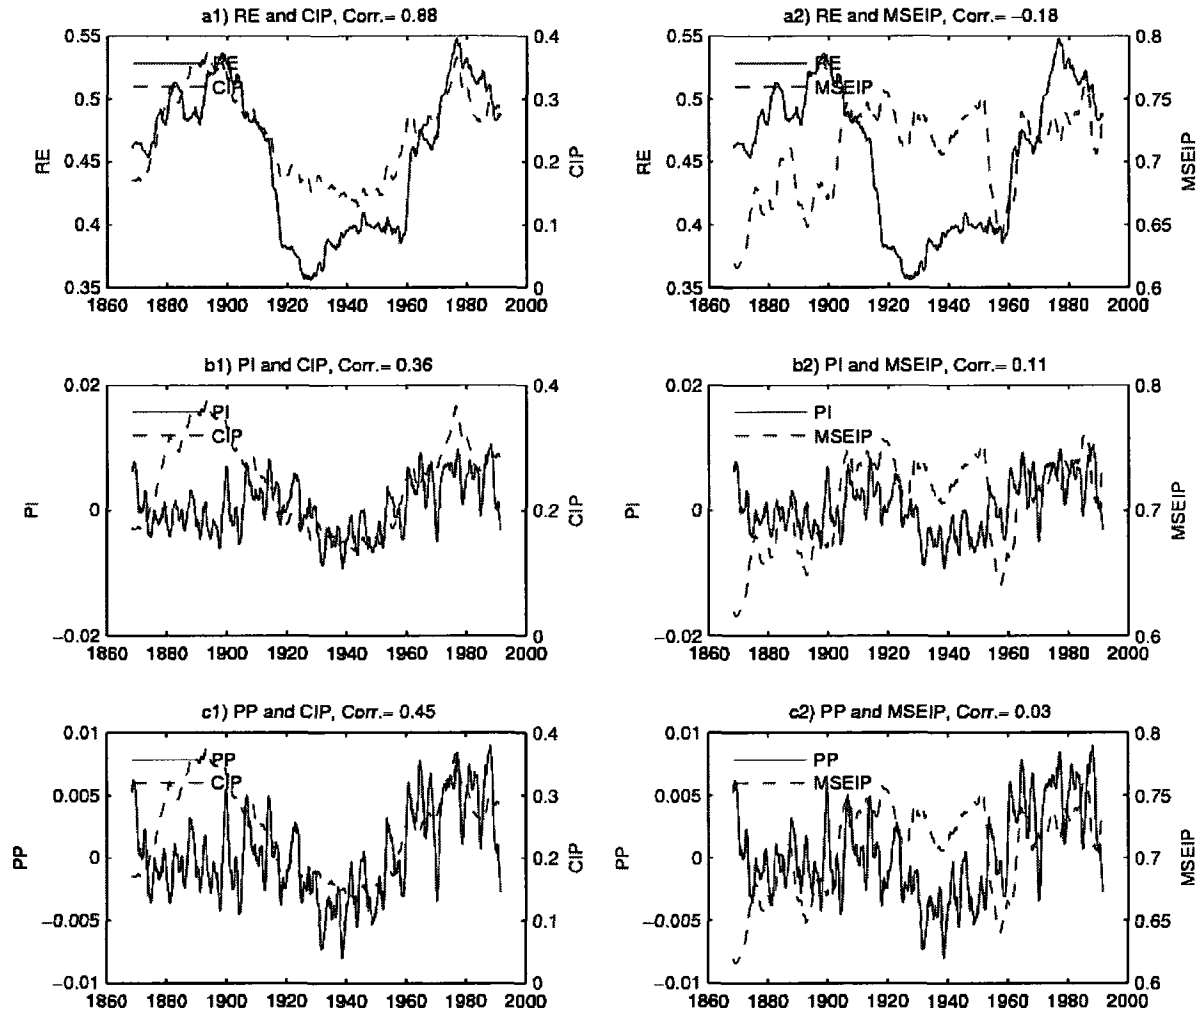 a1) RE and CIP, Corr.= 0.88
0.55
0.5
0.45
0.4
0.35
RE
RE
CIP
0.4
0.3
0.2
0.1
0
CIP
1860 1880 1900 1920 1940 1960 1980 2000
a2) RE and MSEIP, Corr.= −0.18
0.55
0.5
0.45
0.4
0.35
RE
RE
MSEIP
0.8
0.75
0.7
0.65
0.6
MSEIP
1860 1880 1900 1920 1940 1960 1980 2000
b1) PI and CIP, Corr.= 0.36
0.02
0
−0.02
PI
PI
CIP
0.4
0.3
0.2
0.1
0
CIP
1860 1880 1900 1920 1940 1960 1980 2000
b2) PI and MSEIP, Corr.= 0.11
0.02
0
−0.02
PI
PI
MSEIP
0.8
0.75
0.7
0.65
0.6
MSEIP
1860 1880 1900 1920 1940 1960 1980 2000
c1) PP and CIP, Corr.= 0.45
0.01
0.005
0
−0.005
−0.01
PP
PP
CIP
0.4
0.3
0.2
0.1
0
CIP
1860 1880 1900 1920 1940 1960 1980 2000
c2) PP and MSEIP, Corr.= 0.03
0.01
0.005
0
−0.005
−0.01
PP
PP
MSEIP
0.8
0.75
0.7
0.65
0.6
MSEIP
1860 1880 1900 1920 1940 1960 1980 2000